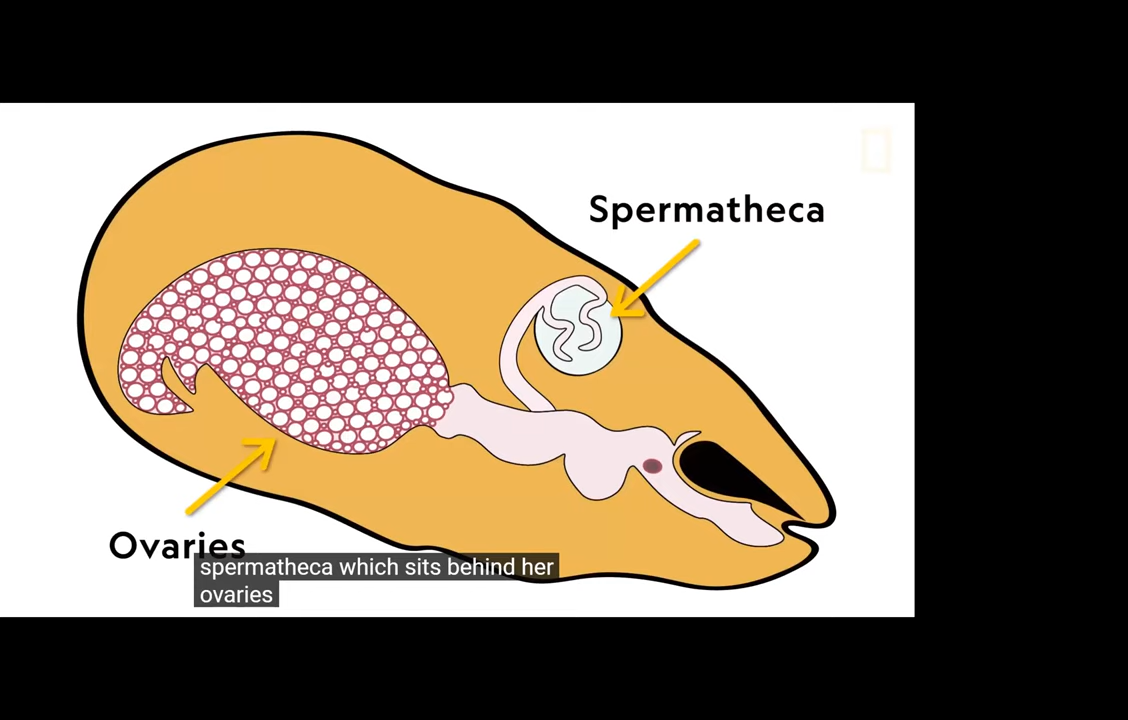 Spermatheca
Ovaries
spermatheca which sits behind her
ovaries